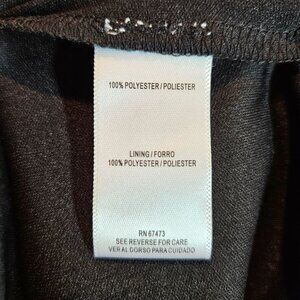 100% POLYESTER / POLIESTER
LINING / FORRO
100% POLYESTER / POLIESTER
RN 67473
SEE REVERSE FOR CARE
VER AL DORSO PARA CUIDADO